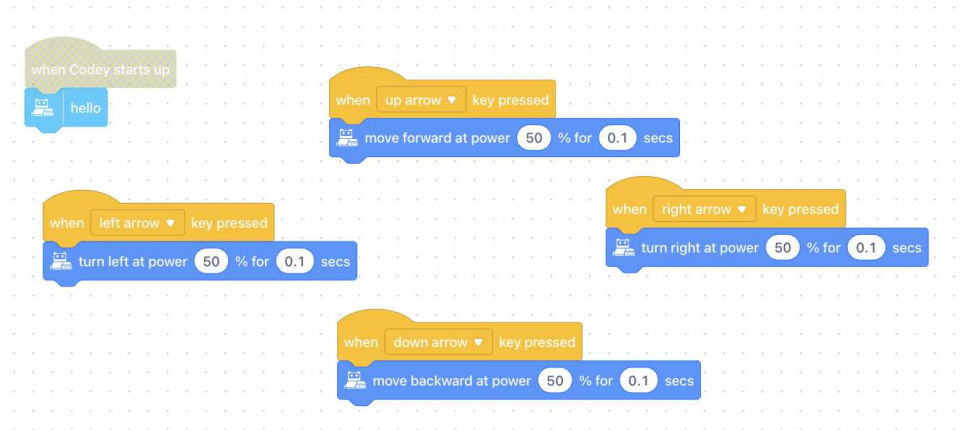 when Codey starts up
hello
when up arrow ▼ key pressed
move forward at power 50 % for 0.1 secs
when left arrow ▼ key pressed
turn left at power 50 % for 0.1 secs
when right arrow ▼ key pressed
turn right at power 50 % for 0.1 secs
when down arrow ▼ key pressed
move backward at power 50 % for 0.1 secs